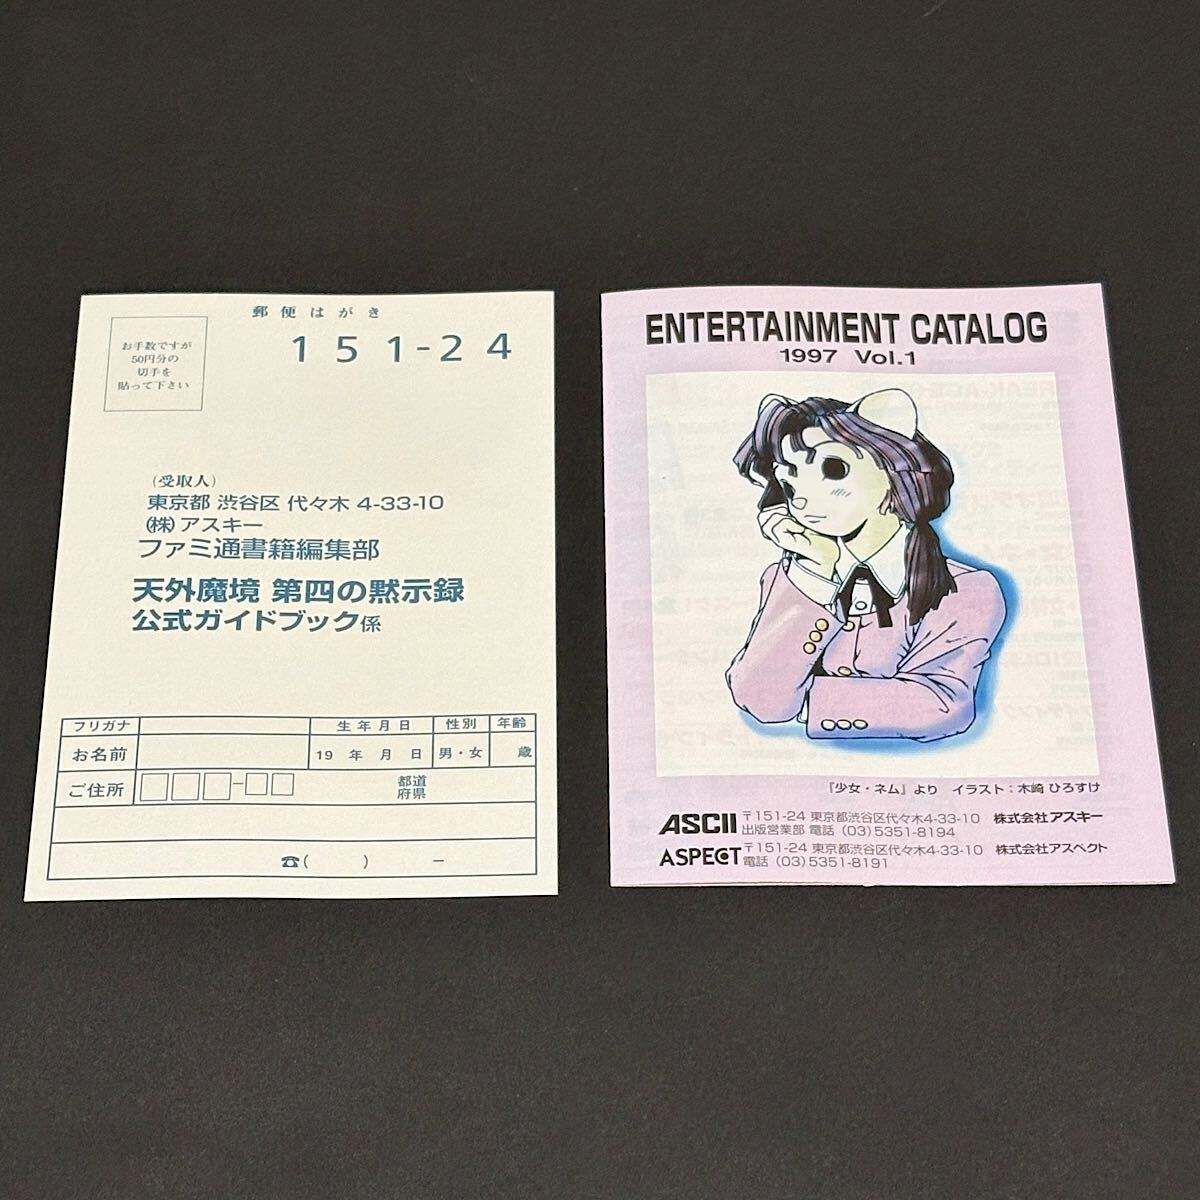 郵便はがき
151-24
お手数ですが
50円分の
切手を
貼って下さい
(受取人)
東京都 渋谷区 代々木 4-33-10
(株)アスキー
ファミ通書籍編集部
天外魔境 第四の黙示録
公式ガイドブック係
フリガナ 生年月日 性別 年齢
お名前 19 年 月 日 男・女 歳
ご住所 - 都道
府県
☎( ) -
ENTERTAINMENT CATALOG
1997 Vol.1
『少女・ネム』より イラスト:木崎 ひろすけ
ASCII 〒151-24 東京都渋谷区代々木4-33-10 株式会社アスキー
出版営業部 電話 (03)5351-8194
ASPECT 〒151-24 東京都渋谷区代々木4-33-10 株式会社アスペクト
電話 (03)5351-8191